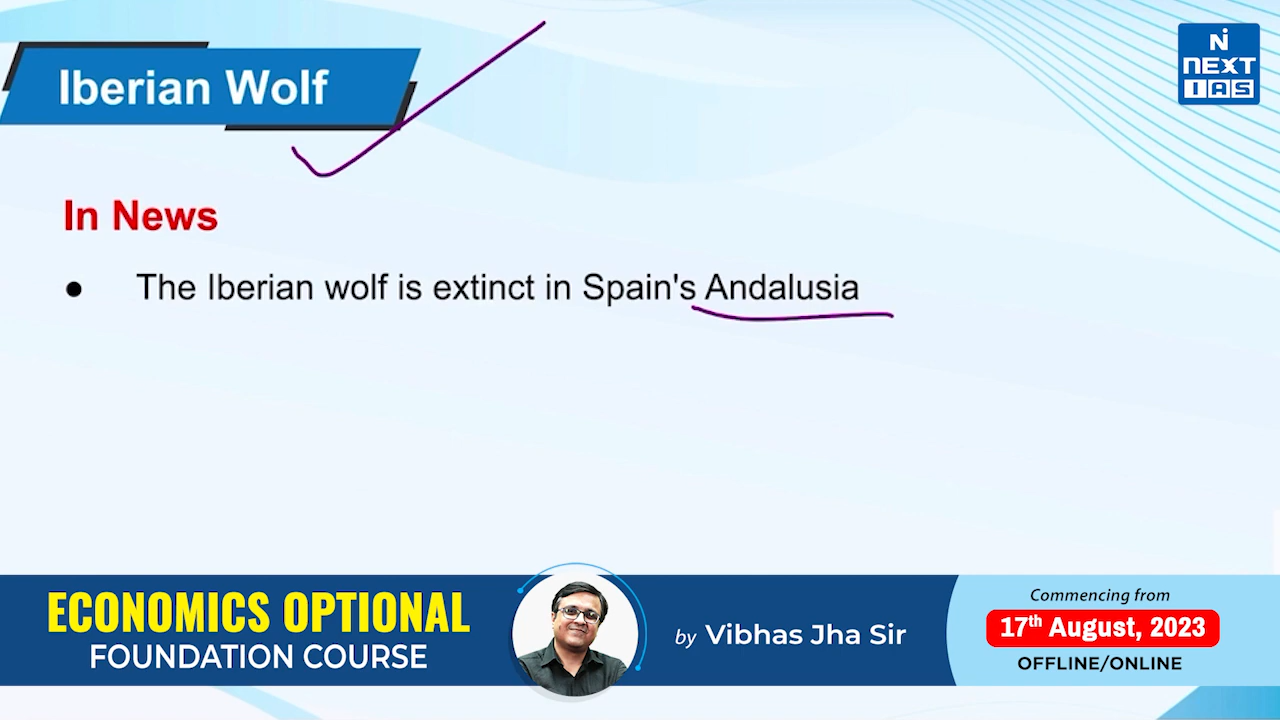 Iberian Wolf
NEXT
IAS
In News
● The Iberian wolf is extinct in Spain's Andalusia
ECONOMICS OPTIONAL
FOUNDATION COURSE
by Vibhas Jha Sir
Commencing from
17th August, 2023
OFFLINE/ONLINE